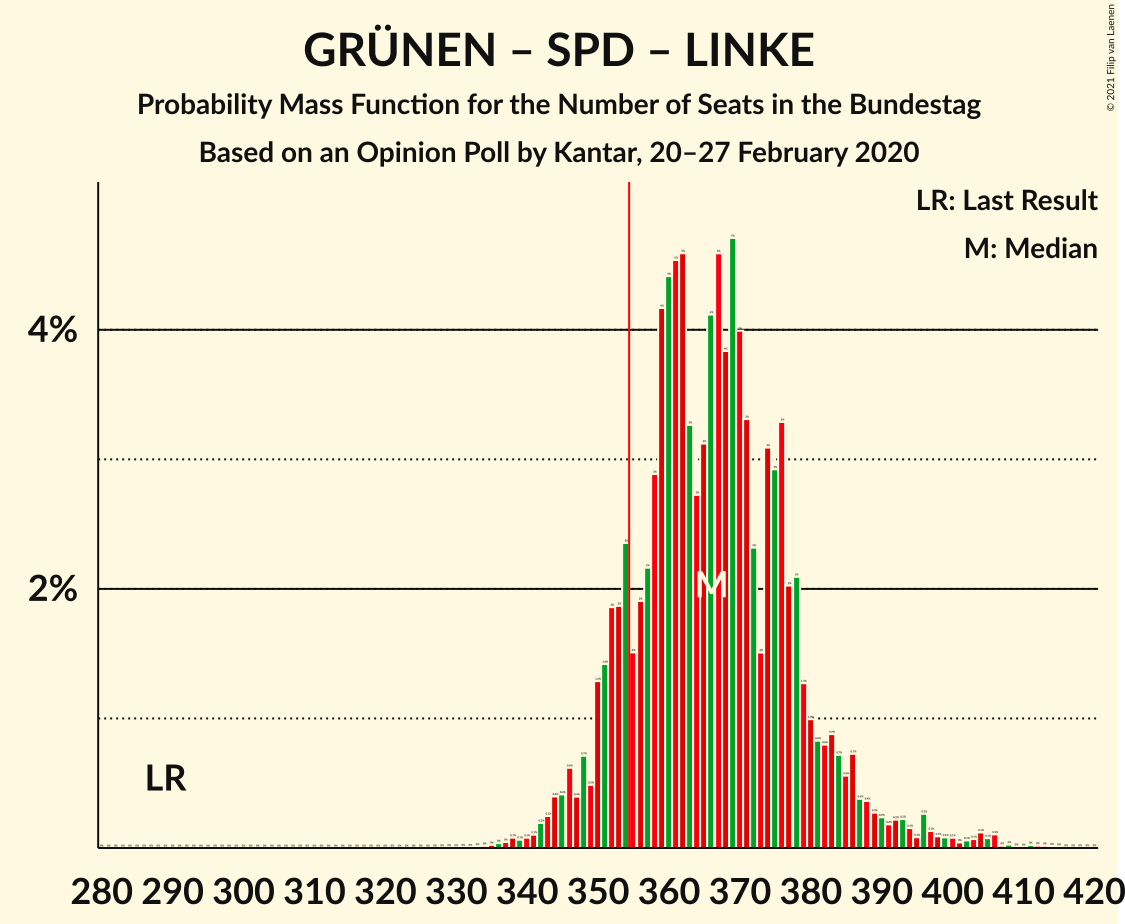 GRÜNEN – SPD – LINKE
Probability Mass Function for the Number of Seats in the Bundestag
Based on an Opinion Poll by Kantar, 20–27 February 2020
© 2021 Filip van Laenen
LR: Last Result
M: Median
4%
2%
M
LR
280 290 300 310 320 330 340 350 360 370 380 390 400 410 420